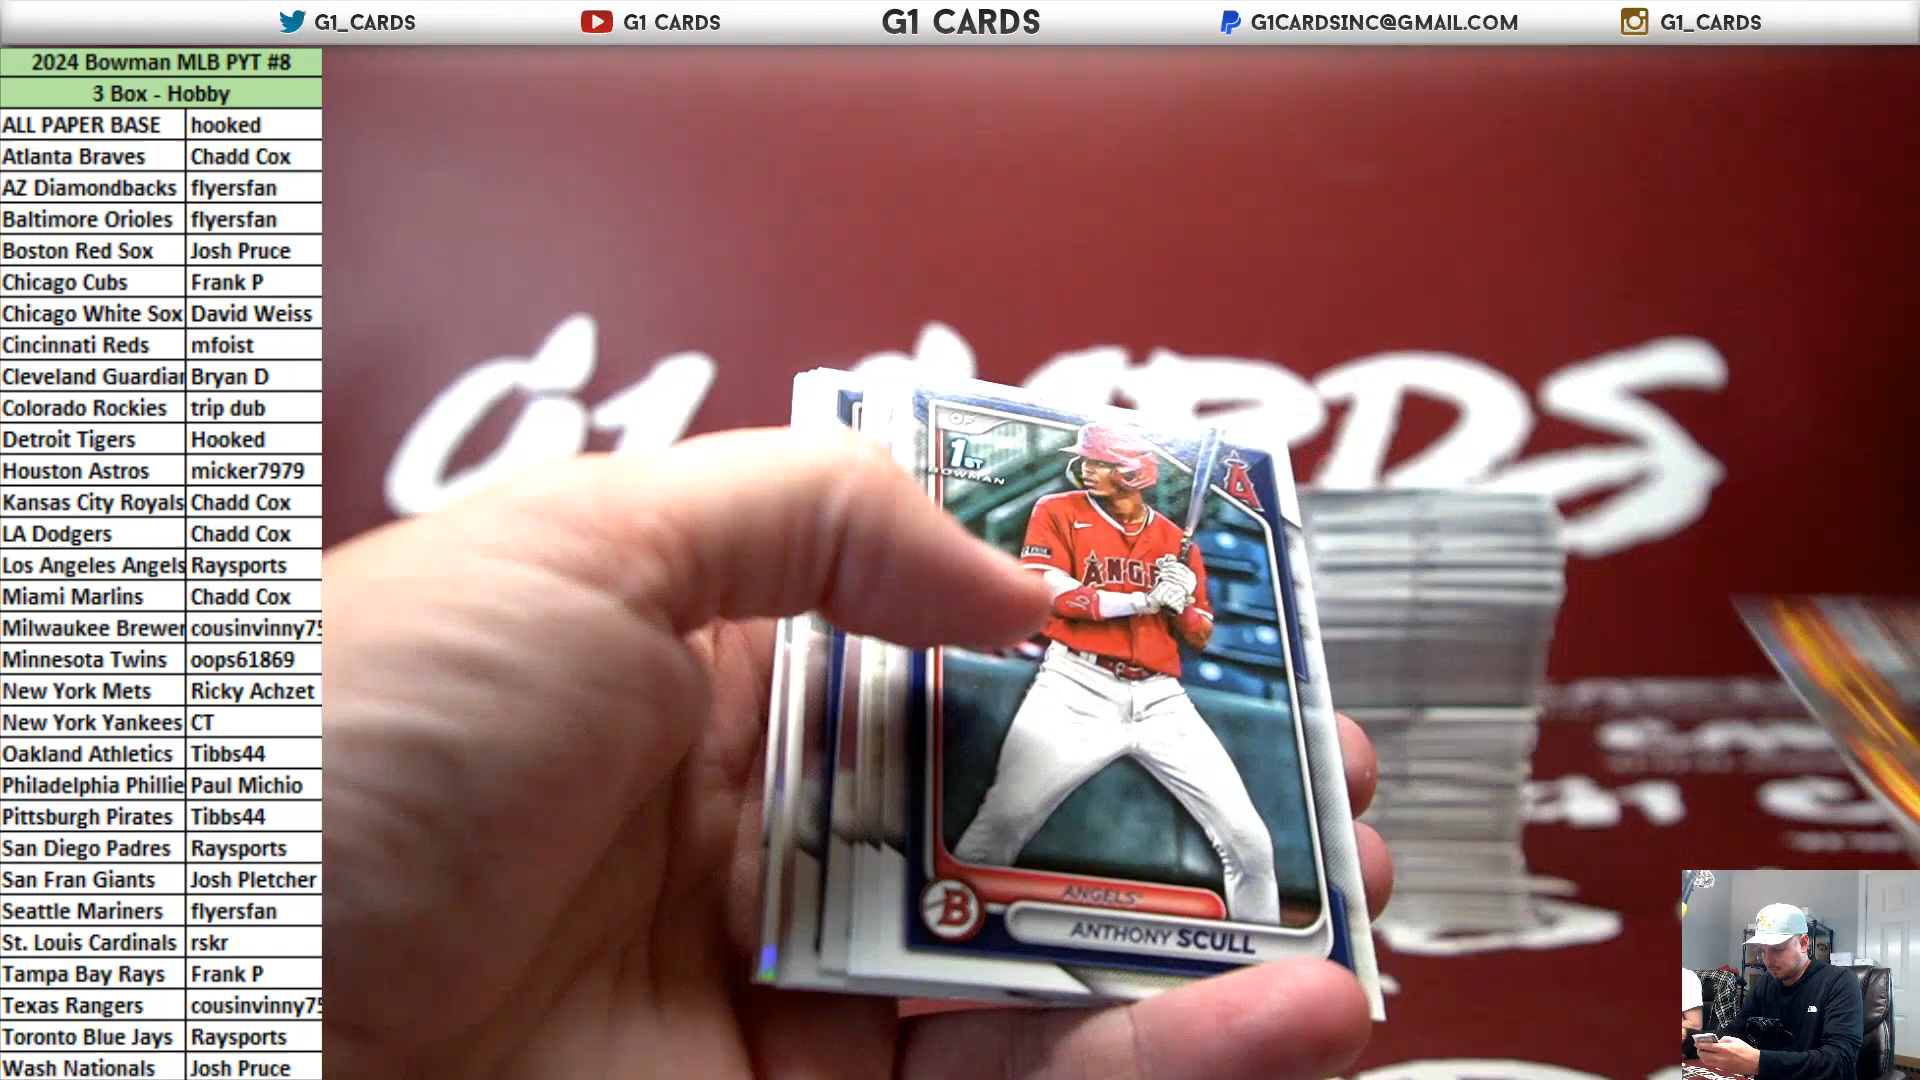 G1_CARDS
G1 CARDS
G1 CARDS
G1CARDSINC@GMAIL.COM
G1_CARDS
2024 Bowman MLB PYT #8
3 Box - Hobby
ALL PAPER BASE hooked
Atlanta Braves Chadd Cox
AZ Diamondbacks flyersfan
Baltimore Orioles flyersfan
Boston Red Sox Josh Pruce
Chicago Cubs Frank P
Chicago White Sox David Weiss
Cincinnati Reds mfoist
Cleveland Guardian Bryan D
Colorado Rockies trip dub
Detroit Tigers Hooked
Houston Astros micker7979
Kansas City Royals Chadd Cox
LA Dodgers Chadd Cox
Los Angeles Angels Raysports
Miami Marlins Chadd Cox
Milwaukee Brewer cousinvinny75
Minnesota Twins oops61869
New York Mets Ricky Achzet
New York Yankees CT
Oakland Athletics Tibbs44
Philadelphia Phillie Paul Michio
Pittsburgh Pirates Tibbs44
San Diego Padres Raysports
San Fran Giants Josh Pletcher
Seattle Mariners flyersfan
St. Louis Cardinals rskr
Tampa Bay Rays Frank P
Texas Rangers cousinvinny75
Toronto Blue Jays Raysports
Wash Nationals Josh Pruce
G1 CARDS
OF
1ST
BOWMAN
A
ANGE
ANGELS
B
ANTHONY SCULL